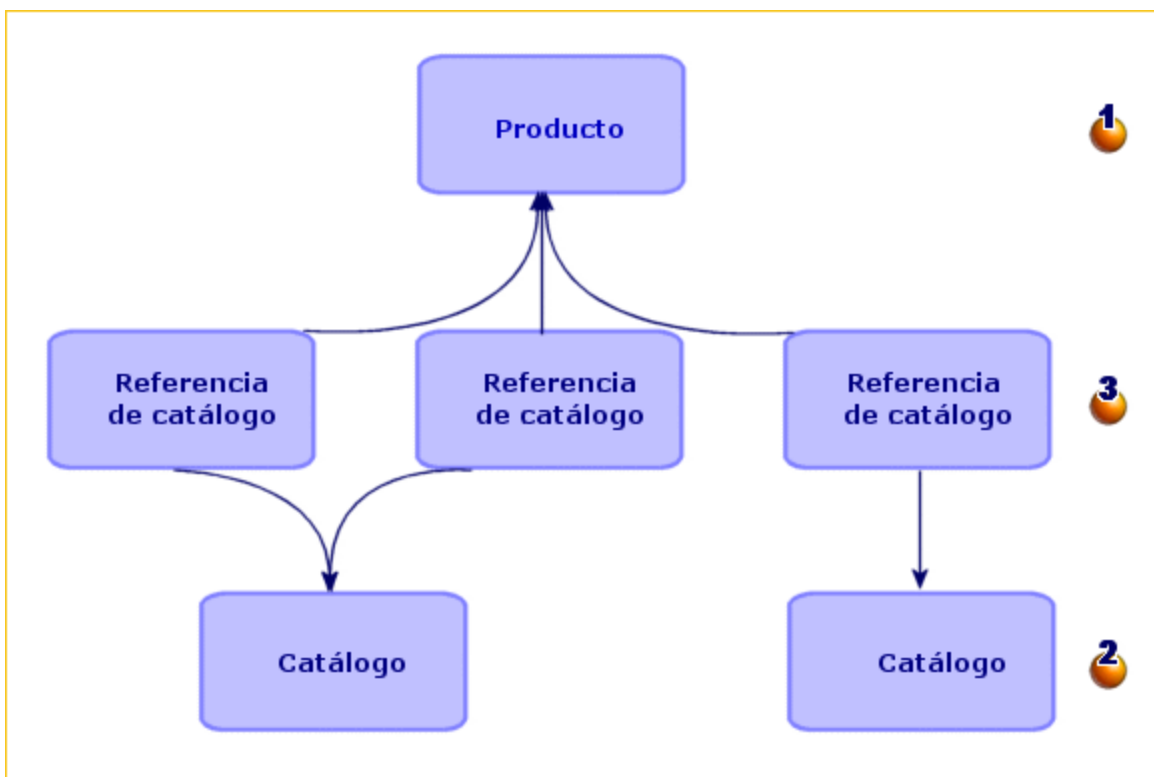 Producto
1
Referencia
de catálogo
Referencia
de catálogo
Referencia
de catálogo
3
Catálogo
Catálogo
2